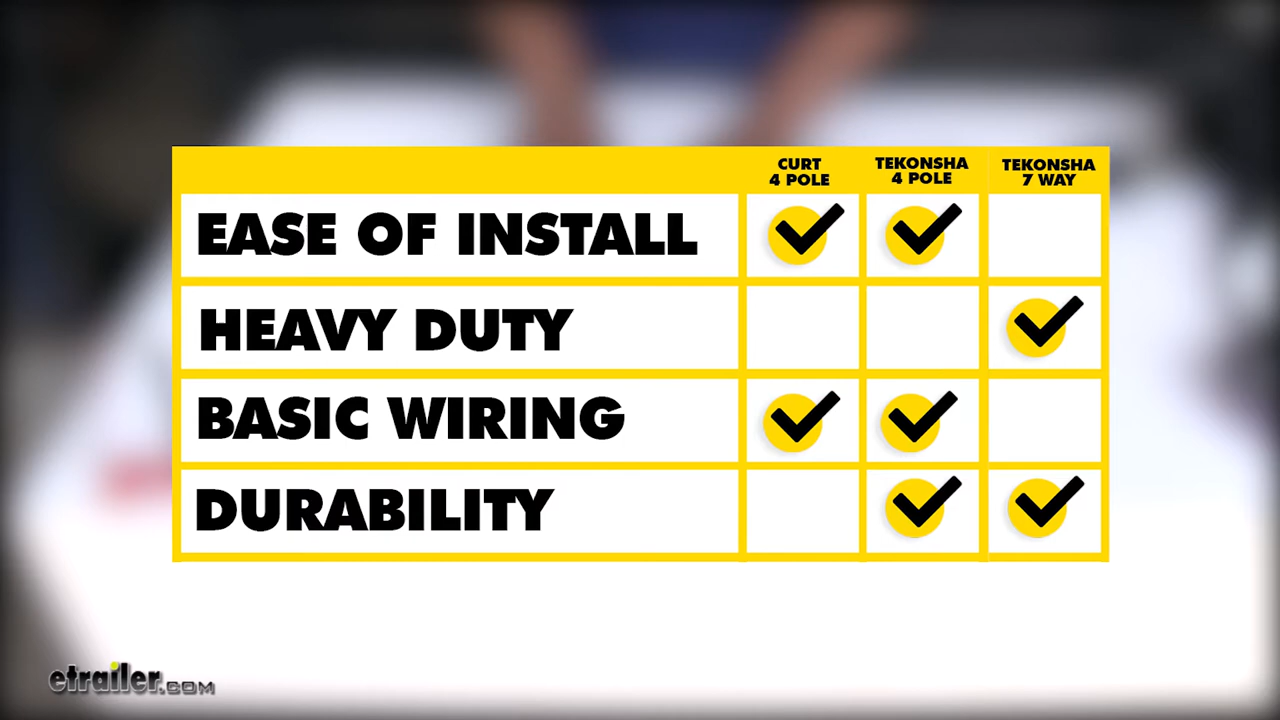 CURT
4 POLE
TEKONSHA
4 POLE
TEKONSHA
7 WAY
EASE OF INSTALL
HEAVY DUTY
BASIC WIRING
DURABILITY
etrailer.com